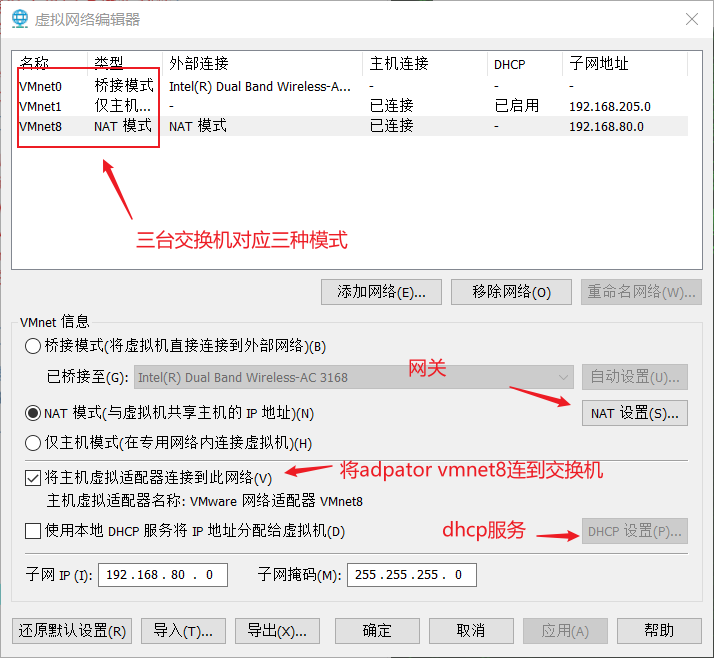 虚拟网络编辑器
名称 类型 外部连接 主机连接 DHCP 子网地址
VMnet0 桥接模式 Intel(R) Dual Band Wireless-A... - - -
VMnet1 仅主机... - 已连接 已启用 192.168.205.0
VMnet8 NAT 模式 NAT 模式 已连接 - 192.168.80.0
三台交换机对应三种模式
添加网络(E)... 移除网络(O) 重命名网络(W)...
VMnet 信息
桥接模式(将虚拟机直接连接到外部网络)(B)
网关
已桥接至(G): Intel(R) Dual Band Wireless-AC 3168 自动设置(U)...
NAT 模式(与虚拟机共享主机的 IP 地址)(N) NAT 设置(S)...
仅主机模式(在专用网络内连接虚拟机)(H)
将主机虚拟适配器连接到此网络(V) 将adpator vmnet8连到交换机
主机虚拟适配器名称: VMware 网络适配器 VMnet8
使用本地 DHCP 服务将 IP 地址分配给虚拟机(D) dhcp服务 DHCP 设置(P)...
子网 IP (I): 192.168.80.0 子网掩码(M): 255.255.255.0
还原默认设置(R) 导入(T)... 导出(X)... 确定 取消 应用(A) 帮助